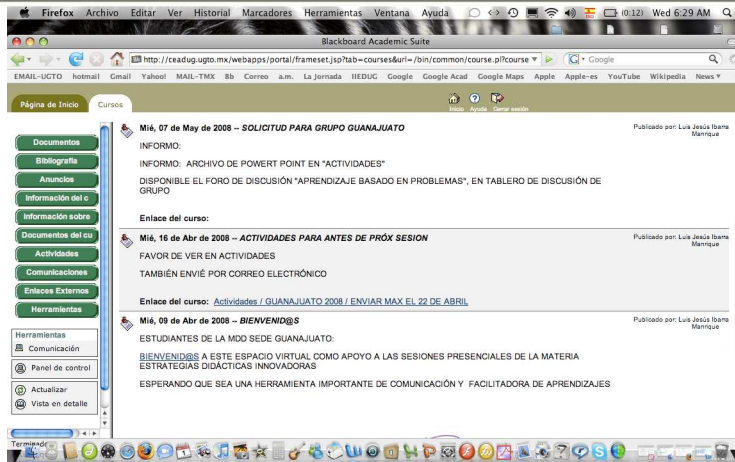 Firefox Archivo Editar Ver Historial Marcadores Herramientas Ventana Ayuda (0:12) Wed 6:29 AM
Blackboard Academic Suite
http://ceadug.ugto.mx/webapps/portal/frameset.jsp?tab=courses&url=/bin/common/course.pl?course Google
EMAIL-UGTO hotmail Gmail Yahoo! MAIL-TMX Bb Correo a.m. La Jornada IIEDUG Google Google Acad Google Maps Apple Apple-es YouTube Wikipedia News
Página de Inicio Cursos Inicio Ayuda Cerrar sesión
Documentos
Bibliografía
Anuncios
Información del c
Información sobre
Documentos del cu
Actividades
Comunicaciones
Enlaces Externos
Herramientas
Herramientas
Comunicación
Panel de control
Actualizar
Vista en detalle
Mié, 07 de May de 2008 -- SOLICITUD PARA GRUPO GUANAJUATO
Publicado por: Luis Jesús Ibarra
Manrique
INFORMO:
INFORMO: ARCHIVO DE POWERT POINT EN "ACTIVIDADES"
DISPONIBLE EL FORO DE DISCUSIÓN "APRENDIZAJE BASADO EN PROBLEMAS", EN TABLERO DE DISCUSIÓN DE
GRUPO
Enlace del curso:
Mié, 16 de Abr de 2008 -- ACTIVIDADES PARA ANTES DE PRÓX SESION
Publicado por: Luis Jesús Ibarra
Manrique
FAVOR DE VER EN ACTIVIDADES
TAMBIÉN ENVIÉ POR CORREO ELECTRÓNICO
Enlace del curso: Actividades / GUANAJUATO 2008 / ENVIAR MAX EL 22 DE ABRIL
Mié, 09 de Abr de 2008 -- BIENVENID@S
Publicado por: Luis Jesús Ibarra
Manrique
ESTUDIANTES DE LA MDD SEDE GUANAJUATO:
BIENVENID@S A ESTE ESPACIO VIRTUAL COMO APOYO A LAS SESIONES PRESENCIALES DE LA MATERIA
ESTRATEGIAS DIDÁCTICAS INNOVADORAS
ESPERANDO QUE SEA UNA HERRAMIENTA IMPORTANTE DE COMUNICACIÓN Y FACILITADORA DE APRENDIZAJES
Terminado